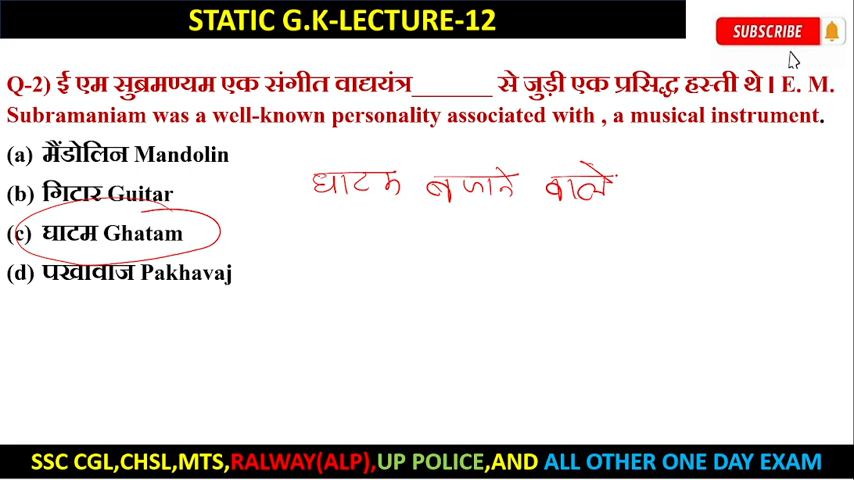 STATIC G.K-LECTURE-12
SUBSCRIBE
Q-2) ई एम सुब्रमण्यम एक संगीत वाद्ययंत्र_______ से जुड़ी एक प्रसिद्ध हस्ती थे | E. M.
Subramaniam was a well-known personality associated with , a musical instrument.
(a) मैंडोलिन Mandolin
(b) गिटार Guitar
(c) घाटम Ghatam
(d) पखावाज Pakhavaj
घाटम बजाने वाले
SSC CGL,CHSL,MTS,RALWAY(ALP),UP POLICE,AND ALL OTHER ONE DAY EXAM